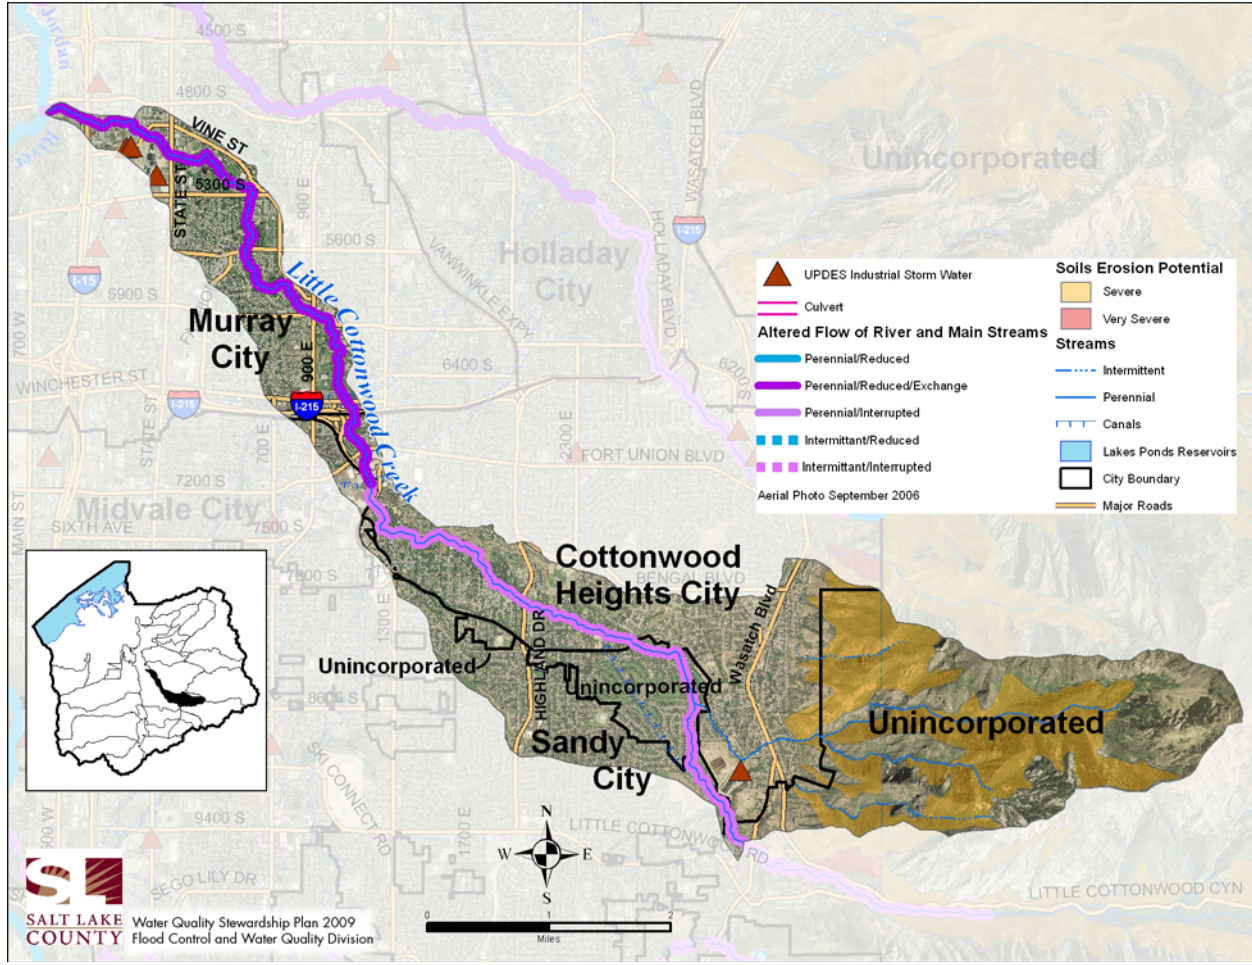 Jordan
River
4500 S
4800 S
VINE ST
STATE ST
5300 S
900 E
5600 S
I-15
5900 S
700 W
WINCHESTER ST
I-215
STATE ST
700 E
Murray
City
900 E
I-215
Little Cottonwood Creek
VANWINKLE EXPY
6400 S
Holladay
City
HOLLADAY BLVD
WASATCH BLVD
I-215
6200 S
2300 E
FORT UNION BLVD
Unincorporated
7200 S
Midvale City
MAIN ST
SIXTH AVE
7500 S
7800 S
1300 E
UPDES Industrial Storm Water
Culvert
Altered Flow of River and Main Streams
Perennial/Reduced
Perennial/Reduced/Exchange
Perennial/Interrupted
Intermittant/Reduced
Intermittant/Interrupted
Aerial Photo September 2006
Soils Erosion Potential
Severe
Very Severe
Streams
Intermittent
Perennial
Canals
Lakes Ponds Reservoirs
City Boundary
Major Roads
Cottonwood
Heights City
BENGAL BLVD
Wasatch Blvd
HIGHLAND DR
Unincorporated
Unincorporated
Unincorporated
8600 S
Sandy
City
SKI CONNECT RD
9400 S
1700 E
SEGO LILY DR
LITTLE COTTONWOOD RD
LITTLE COTTONWOOD CYN
N
W
E
S
0
1
2
Miles
SL
SALT LAKE
COUNTY
Water Quality Stewardship Plan 2009
Flood Control and Water Quality Division